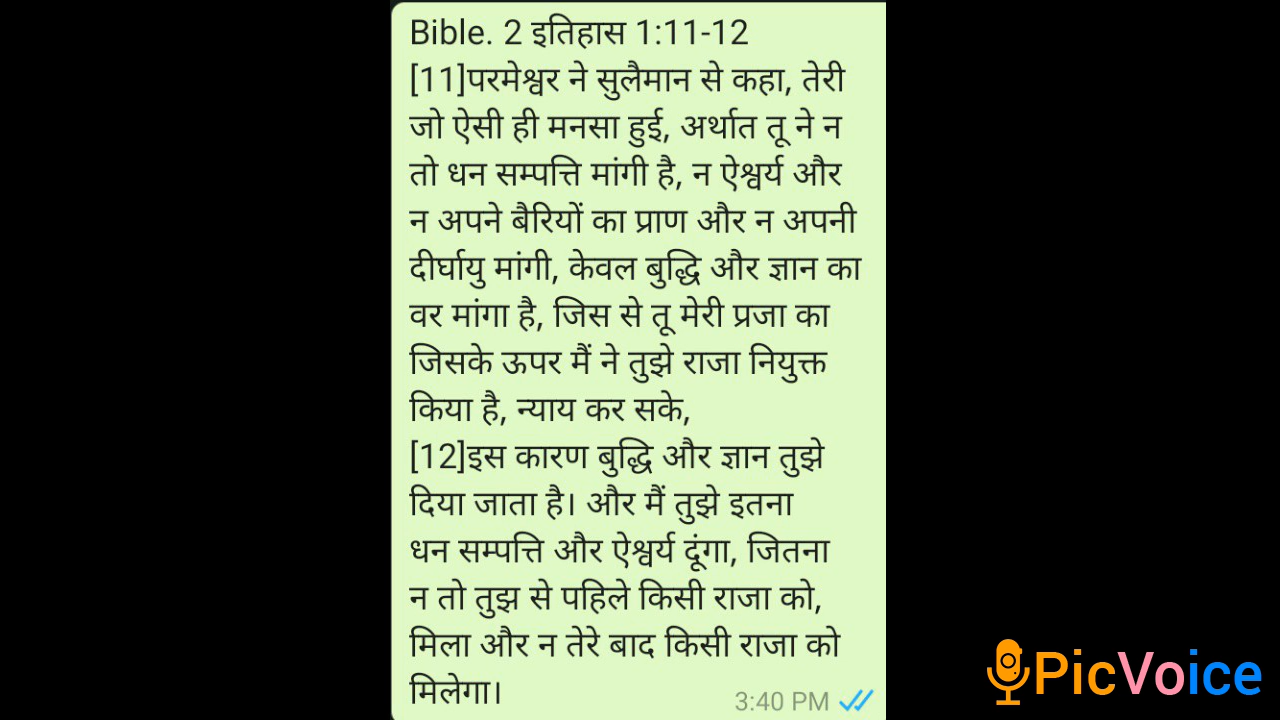 Bible. 2 इतिहास 1:11-12
[11]परमेश्वर ने सुलैमान से कहा, तेरी
जो ऐसी ही मनसा हुई, अर्थात तू ने न
तो धन सम्पत्ति मांगी है, न ऐश्वर्य और
न अपने बैरियों का प्राण और न अपनी
दीर्घायु मांगी, केवल बुद्धि और ज्ञान का
वर मांगा है, जिस से तू मेरी प्रजा का
जिसके ऊपर मैं ने तुझे राजा नियुक्त
किया है, न्याय कर सके,
[12]इस कारण बुद्धि और ज्ञान तुझे
दिया जाता है। और मैं तुझे इतना
धन सम्पत्ति और ऐश्वर्य दूंगा, जितना
न तो तुझ से पहिले किसी राजा को,
मिला और न तेरे बाद किसी राजा को
मिलेगा।
3:40 PM
PicVoice